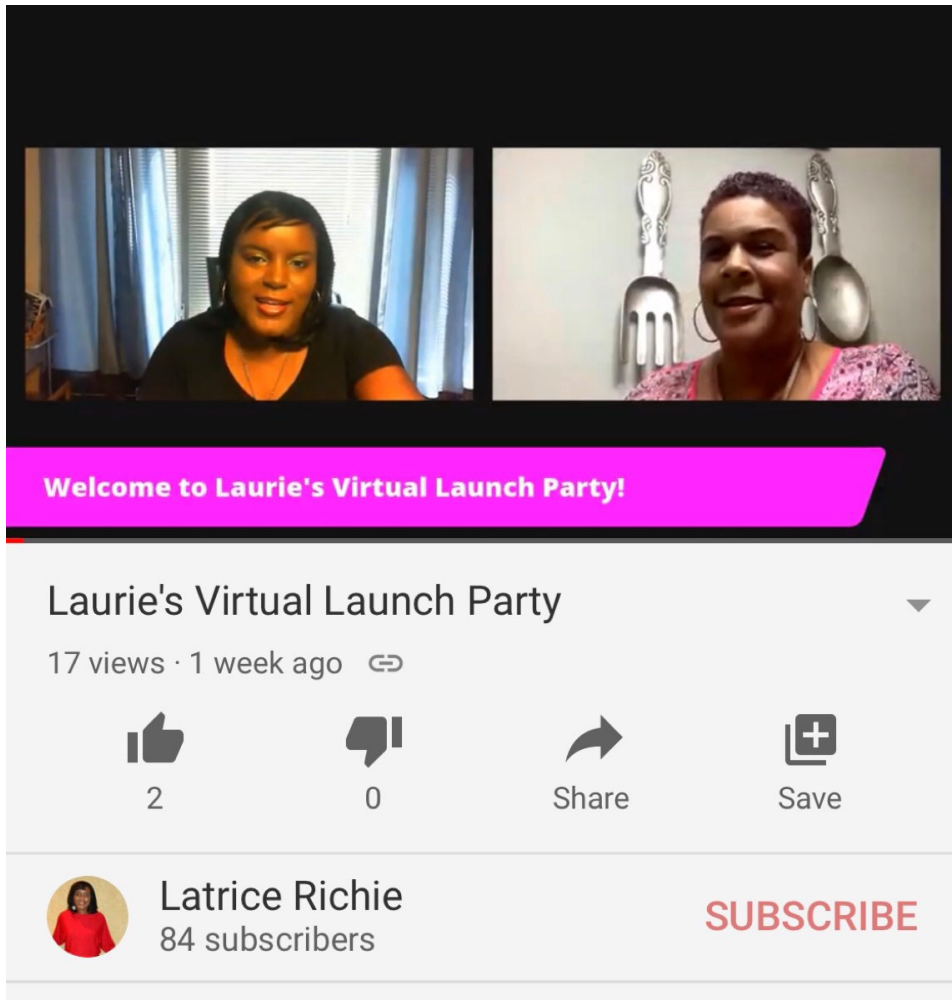 Welcome to Laurie's Virtual Launch Party!
Laurie's Virtual Launch Party
17 views · 1 week ago
2
0
Share
Save
Latrice Richie
84 subscribers
SUBSCRIBE